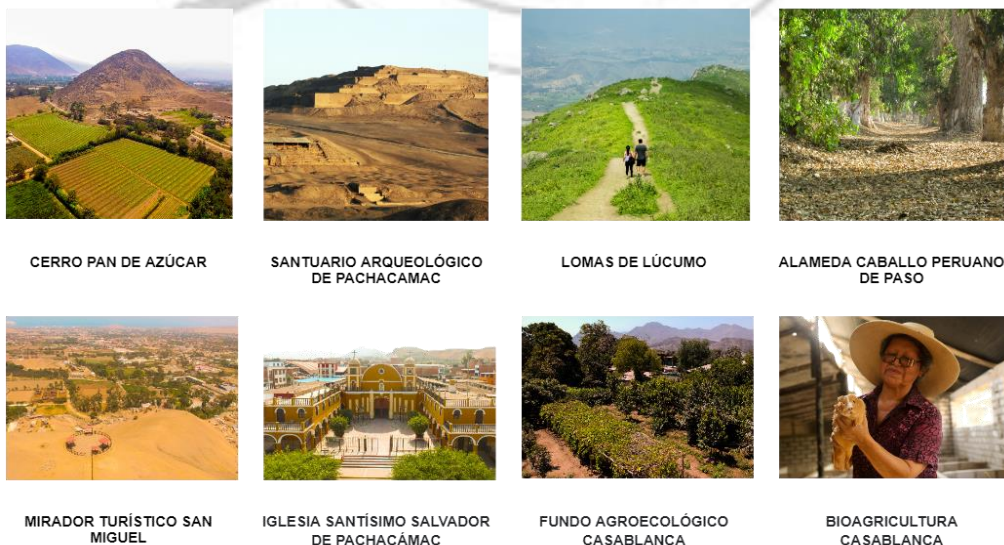 CERRO PAN DE AZÚCAR
SANTUARIO ARQUEOLÓGICO
DE PACHACAMAC
LOMAS DE LÚCUMO
ALAMEDA CABALLO PERUANO
DE PASO
MIRADOR TURÍSTICO SAN
MIGUEL
IGLESIA SANTÍSIMO SALVADOR
DE PACHACÁMAC
FUNDO AGROECOLÓGICO
CASABLANCA
BIOAGRICULTURA
CASABLANCA